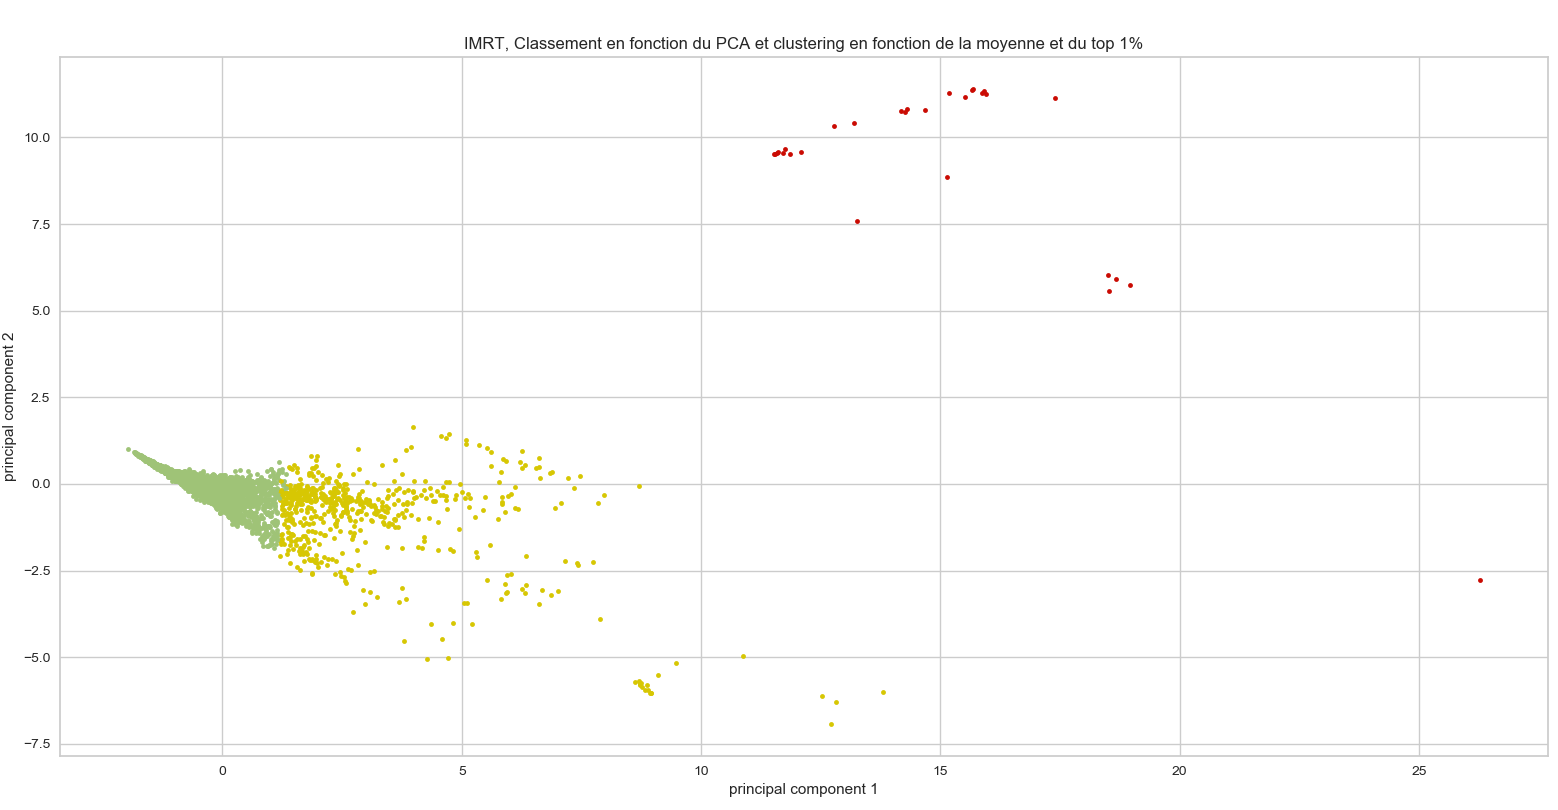 IMRT, Classement en fonction du PCA et clustering en fonction de la moyenne et du top 1%
principal component 2
10.0
7.5
5.0
2.5
0.0
−2.5
−5.0
−7.5
0 5 10 15 20 25
principal component 1